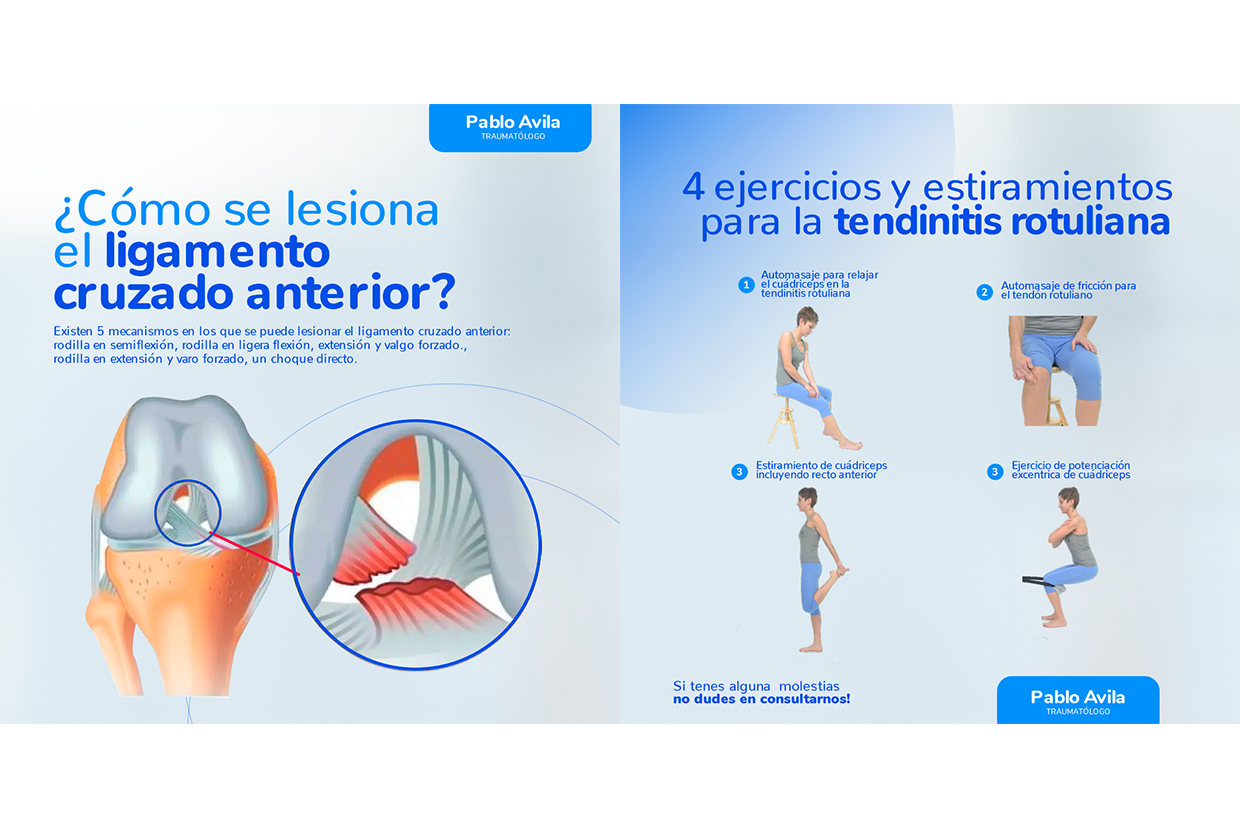 Pablo Avila
TRAUMATÓLOGO
¿Cómo se lesiona
el ligamento
cruzado anterior?
Existen 5 mecanismos en los que se puede lesionar el ligamento cruzado anterior:
rodilla en semiflexión, rodilla en ligera flexión, extensión y valgo forzado.,
rodilla en extensión y varo forzado, un choque directo.
4 ejercicios y estiramientos
para la tendinitis rotuliana
1
Automasaje para relajar
el cuádriceps en la
tendinitis rotuliana
2
Automasaje de fricción para
el tendón rotuliano
3
Estiramiento de cuádriceps
incluyendo recto anterior
3
Ejercicio de potenciación
excentrica de cuádriceps
Si tenes alguna molestias
no dudes en consultarnos!
Pablo Avila
TRAUMATÓLOGO